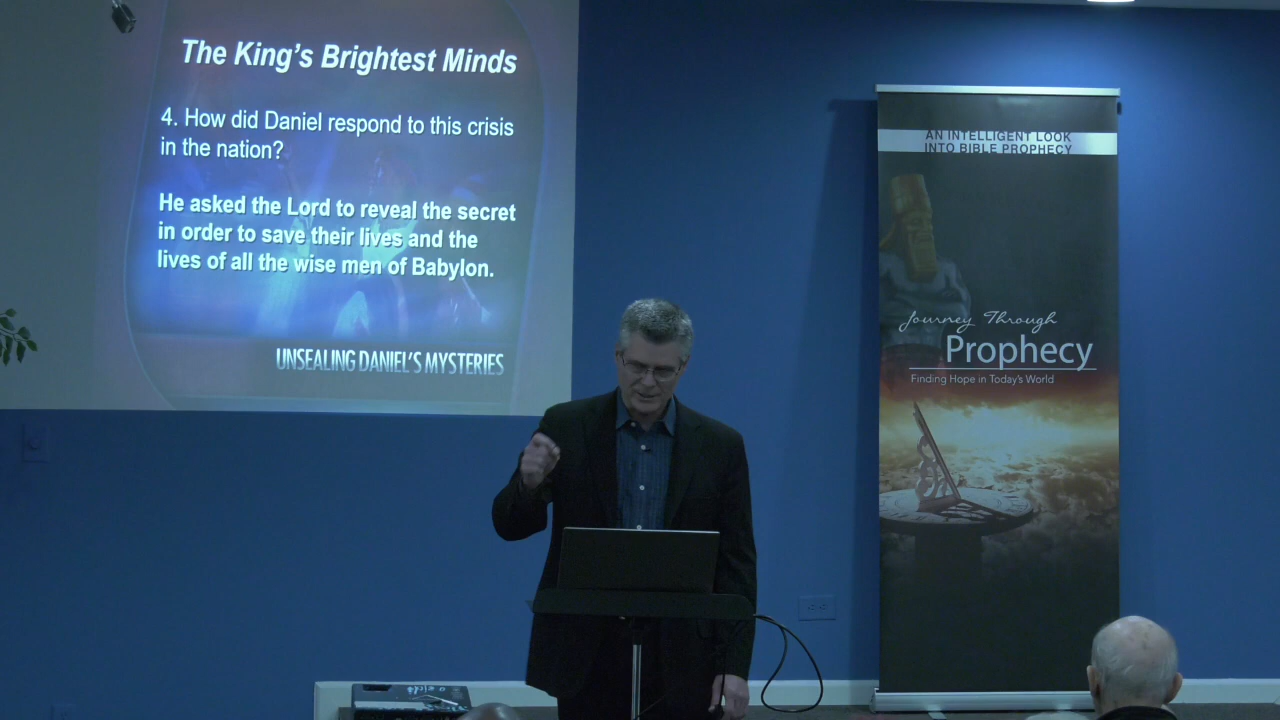 The King's Brightest Minds
4. How did Daniel respond to this crisis
in the nation?
He asked the Lord to reveal the secret
in order to save their lives and the
lives of all the wise men of Babylon.
UNSEALING DANIEL'S MYSTERIES
AN INTELLIGENT LOOK
INTO BIBLE PROPHECY
Journey Through
Prophecy
Finding Hope in Today's World